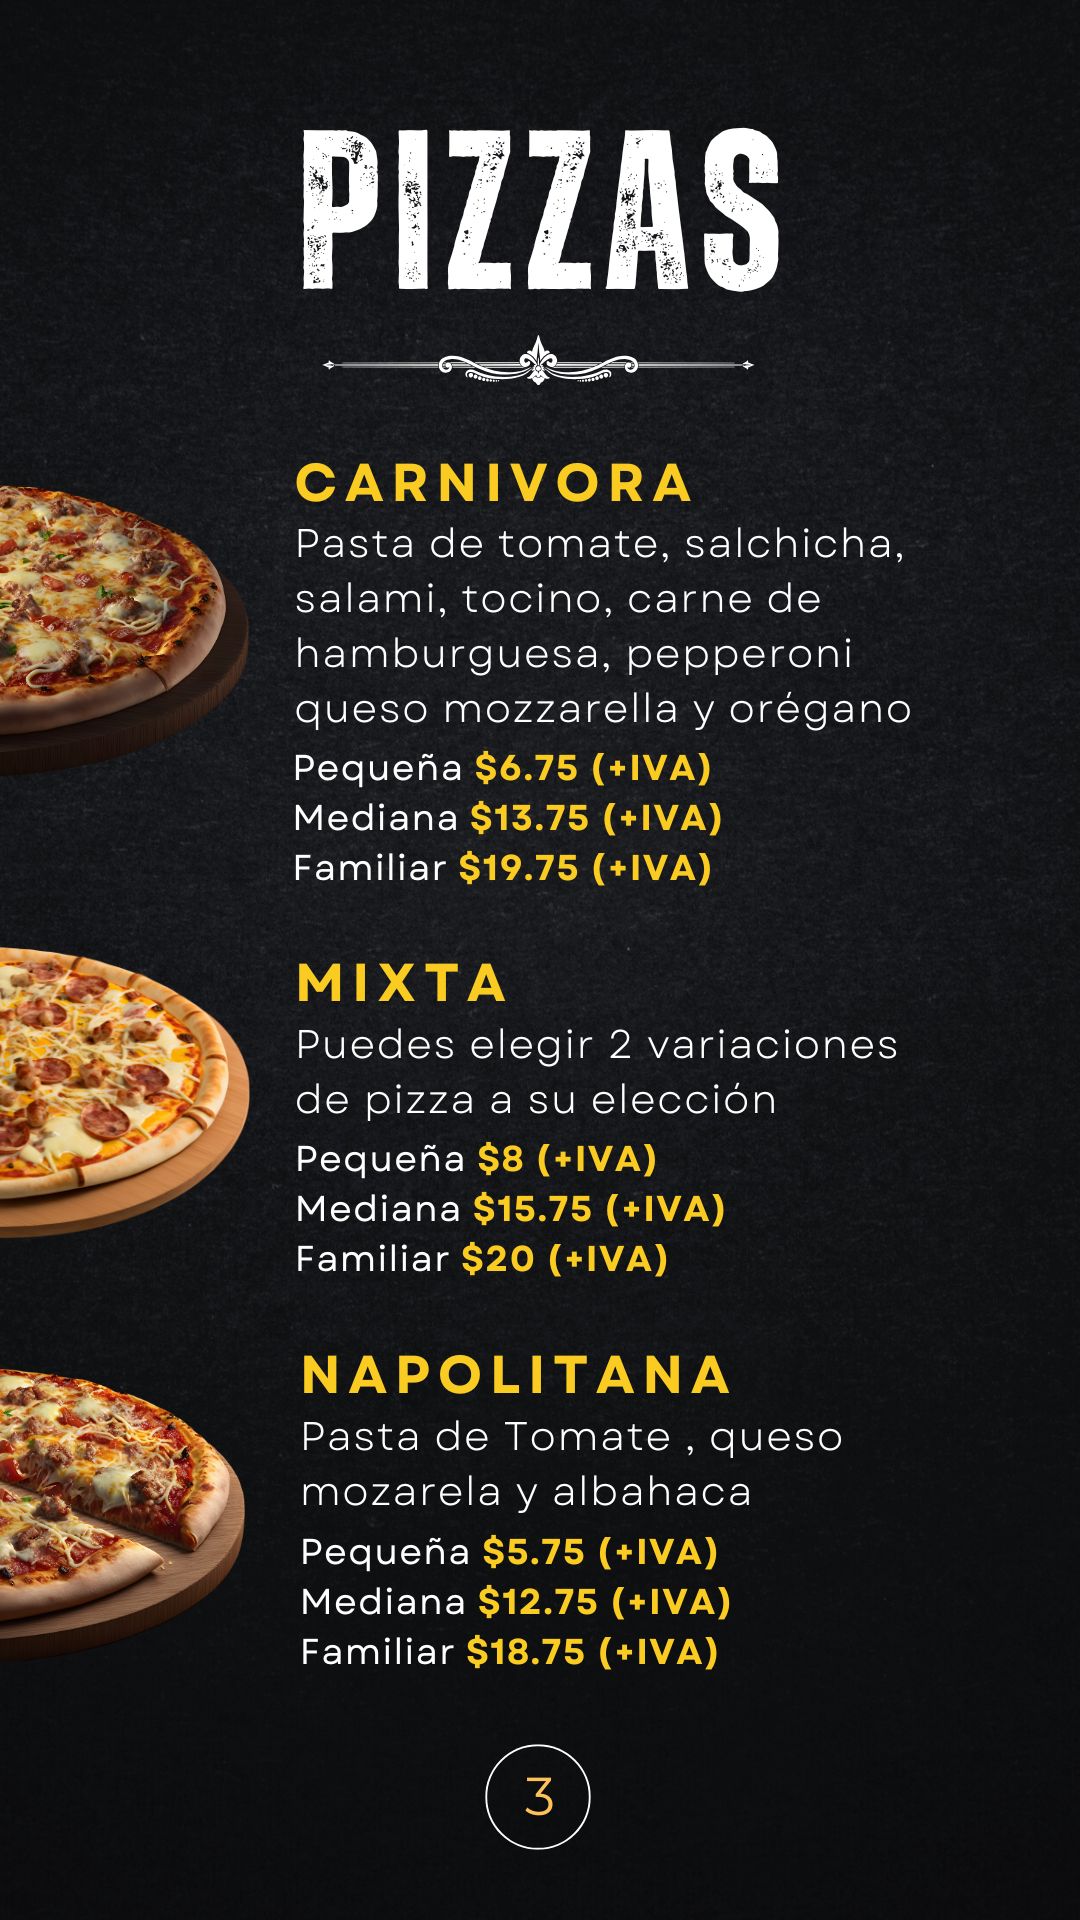 PIZZAS
CARNIVORA
Pasta de tomate, salchicha,
salami, tocino, carne de
hamburguesa, pepperoni
queso mozzarella y orégano
Pequeña $6.75 (+IVA)
Mediana $13.75 (+IVA)
Familiar $19.75 (+IVA)
MIXTA
Puedes elegir 2 variaciones
de pizza a su elección
Pequeña $8 (+IVA)
Mediana $15.75 (+IVA)
Familiar $20 (+IVA)
NAPOLITANA
Pasta de Tomate , queso
mozarela y albahaca
Pequeña $5.75 (+IVA)
Mediana $12.75 (+IVA)
Familiar $18.75 (+IVA)
3